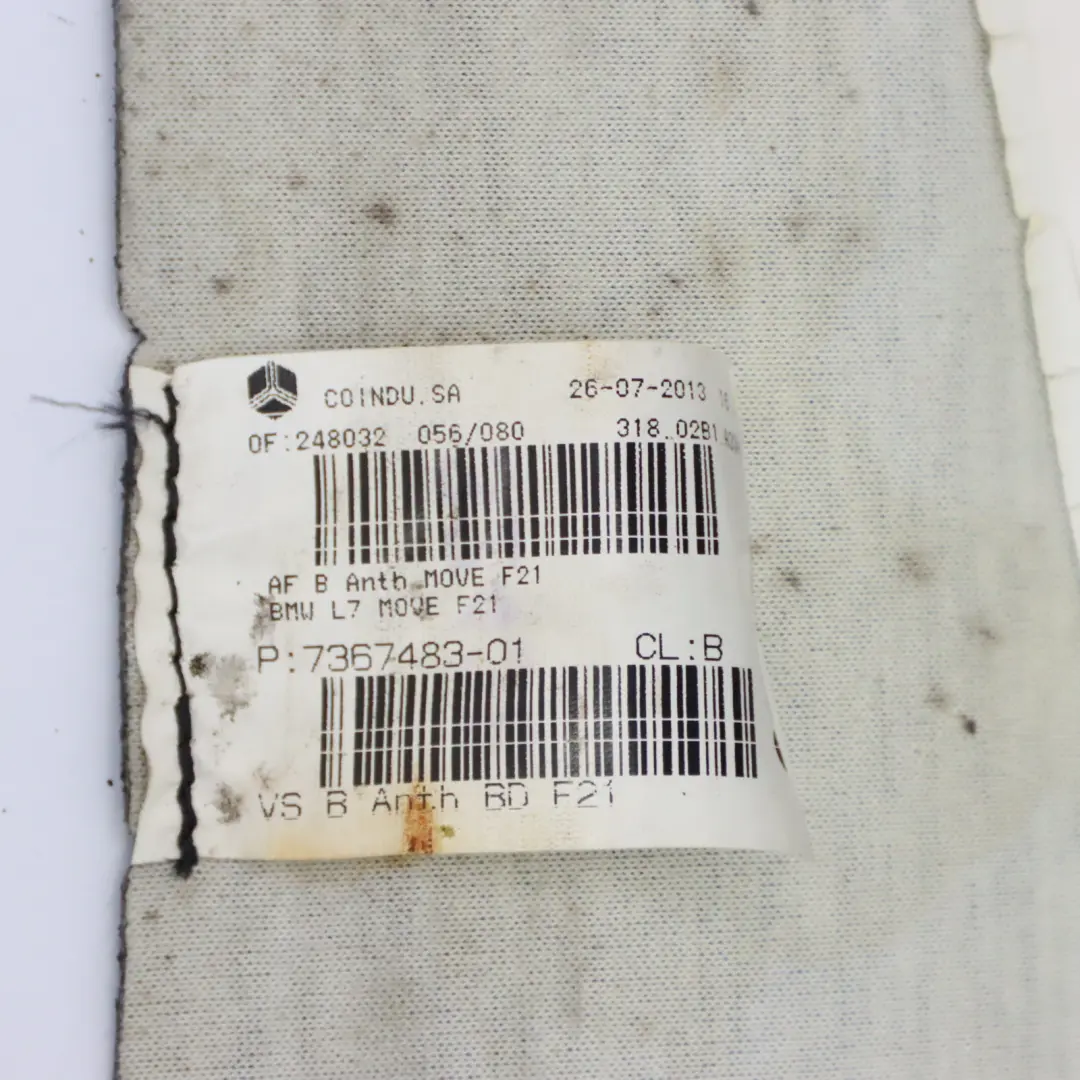 COINDU.SA 26-07-2013
OF:248032 056/080 318..02B1
AF B Anth MOVE F21
BMW L7 MOVE F21
P:7367483-01 CL:B
VS B Anth BD F21